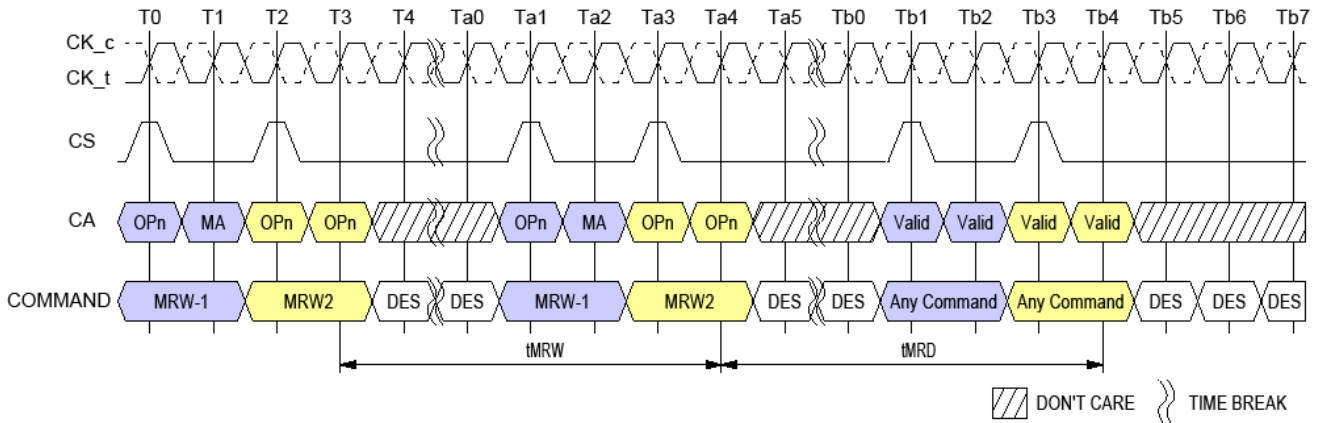 T0 T1 T2 T3 T4 Ta0 Ta1 Ta2 Ta3 Ta4 Ta5 Tb0 Tb1 Tb2 Tb3 Tb4 Tb5 Tb6 Tb7
CK_c
CK_t
CS
CA OPn MA OPn OPn OPn MA OPn OPn Valid Valid Valid Valid
COMMAND MRW-1 MRW2 DES DES MRW-1 MRW2 DES DES Any Command Any Command DES DES DES
tMRW tMRD
DON'T CARE TIME BREAK